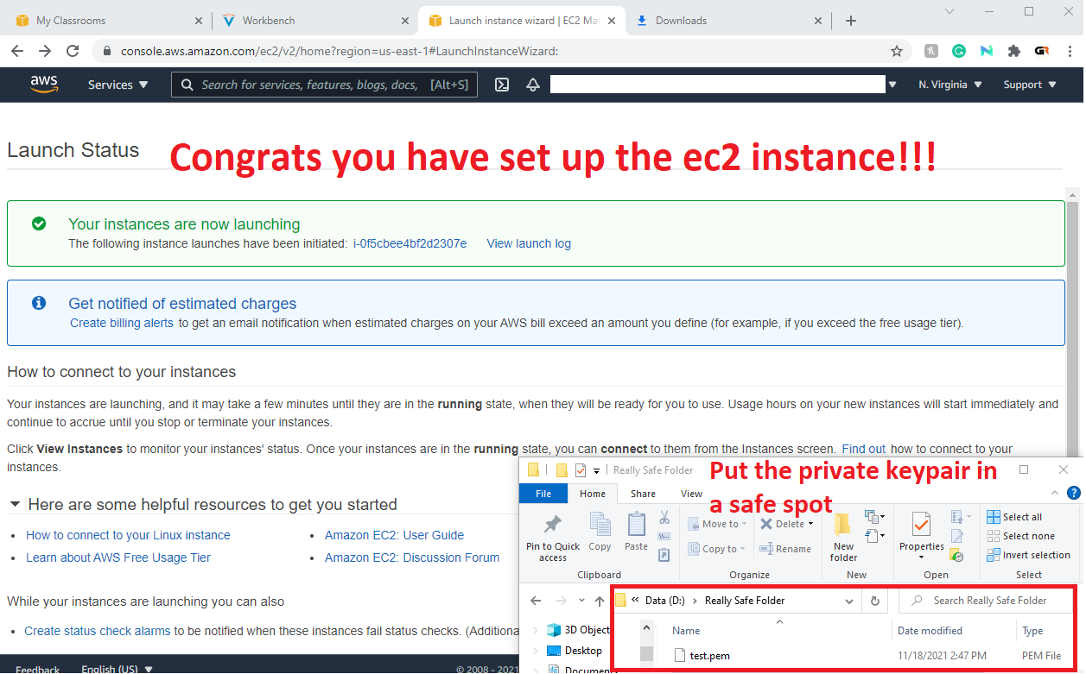 My Classrooms
Workbench
Launch instance wizard | EC2 Ma
Downloads
console.aws.amazon.com/ec2/v2/home?region=us-east-1#LaunchInstanceWizard:
aws
Services
Search for services, features, blogs, docs, [Alt+S]
N. Virginia
Support
Launch Status
Congrats you have set up the ec2 instance!!!
Your instances are now launching
The following instance launches have been initiated: i-0f5cbee4bf2d2307e View launch log
Get notified of estimated charges
Create billing alerts to get an email notification when estimated charges on your AWS bill exceed an amount you define (for example, if you exceed the free usage tier).
How to connect to your instances
Your instances are launching, and it may take a few minutes until they are in the running state, when they will be ready for you to use. Usage hours on your new instances will start immediately and
continue to accrue until you stop or terminate your instances.
Click View Instances to monitor your instances' status. Once your instances are in the running state, you can connect to them from the Instances screen. Find out how to connect to your
instances.
Here are some helpful resources to get you started
How to connect to your Linux instance
Amazon EC2: User Guide
Learn about AWS Free Usage Tier
Amazon EC2: Discussion Forum
While your instances are launching you can also
Create status check alarms to be notified when these instances fail status checks. (Additiona
Feedback
English (US)
© 2008 - 2021
Really Safe Folder
Put the private keypair in
a safe spot
File
Home
Share
View
Pin to Quick
access
Copy
Paste
Clipboard
Move to
Copy to
Delete
Rename
Organize
New
folder
New
Properties
Open
Select all
Select none
Invert selection
Select
« Data (D:) > Really Safe Folder
Search Really Safe Folder
3D Object
Desktop
Documen
Name
Date modified
Type
test.pem
11/18/2021 2:47 PM
PEM File